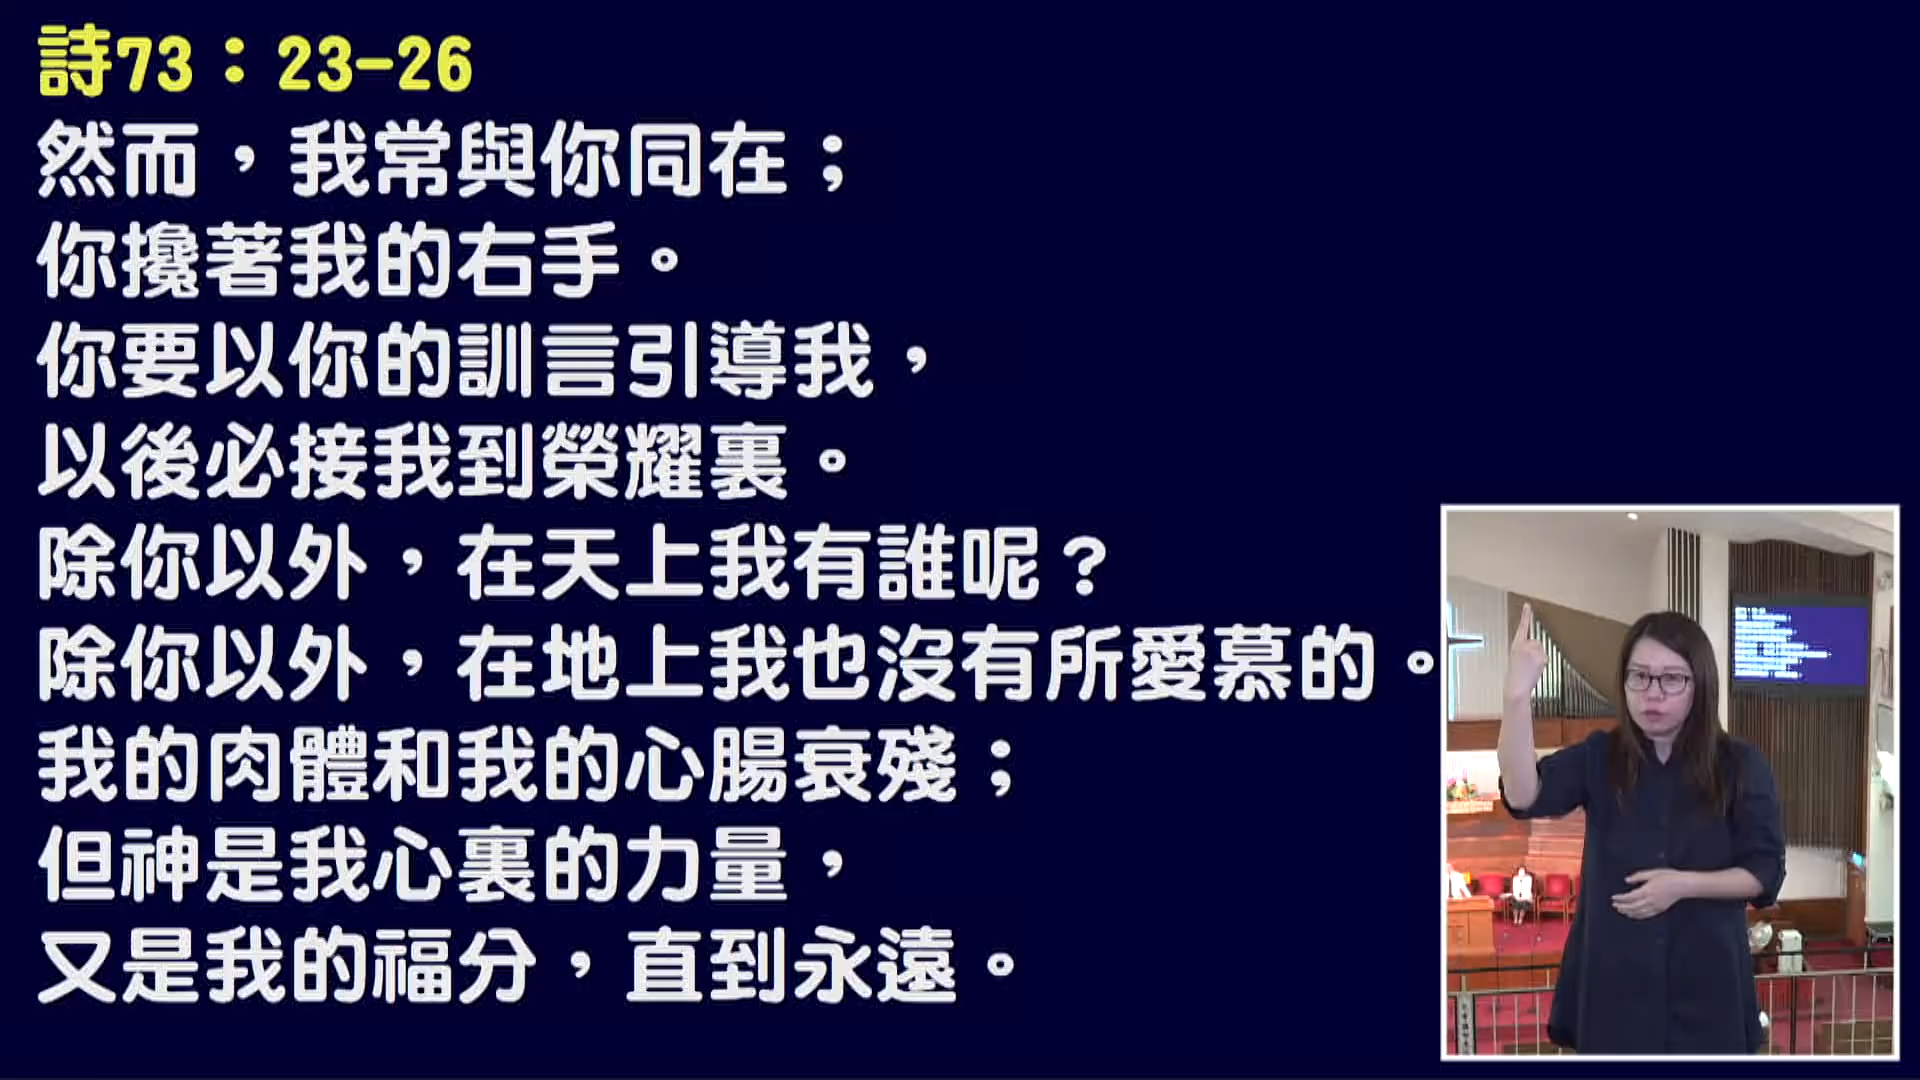 詩73：23-26
然而，我常與你同在；
你攙著我的右手。
你要以你的訓言引導我，
以後必接我到榮耀裏。
除你以外，在天上我有誰呢？
除你以外，在地上我也沒有所愛慕的。
我的肉體和我的心腸衰殘；
但神是我心裏的力量，
又是我的福分，直到永遠。